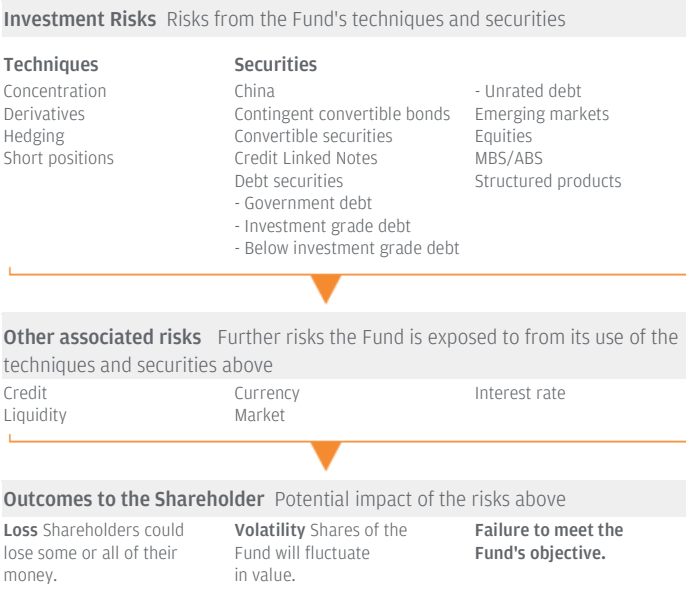 Investment Risks Risks from the Fund's techniques and securities
Techniques
Concentration
Derivatives
Hedging
Short positions
Securities
China
Contingent convertible bonds
Convertible securities
Credit Linked Notes
Debt securities
- Government debt
- Investment grade debt
- Below investment grade debt
- Unrated debt
Emerging markets
Equities
MBS/ABS
Structured products
Other associated risks Further risks the Fund is exposed to from its use of the
techniques and securities above
Credit
Liquidity
Currency
Market
Interest rate
Outcomes to the Shareholder Potential impact of the risks above
Loss Shareholders could
lose some or all of their
money.
Volatility Shares of the
Fund will fluctuate
in value.
Failure to meet the
Fund's objective.